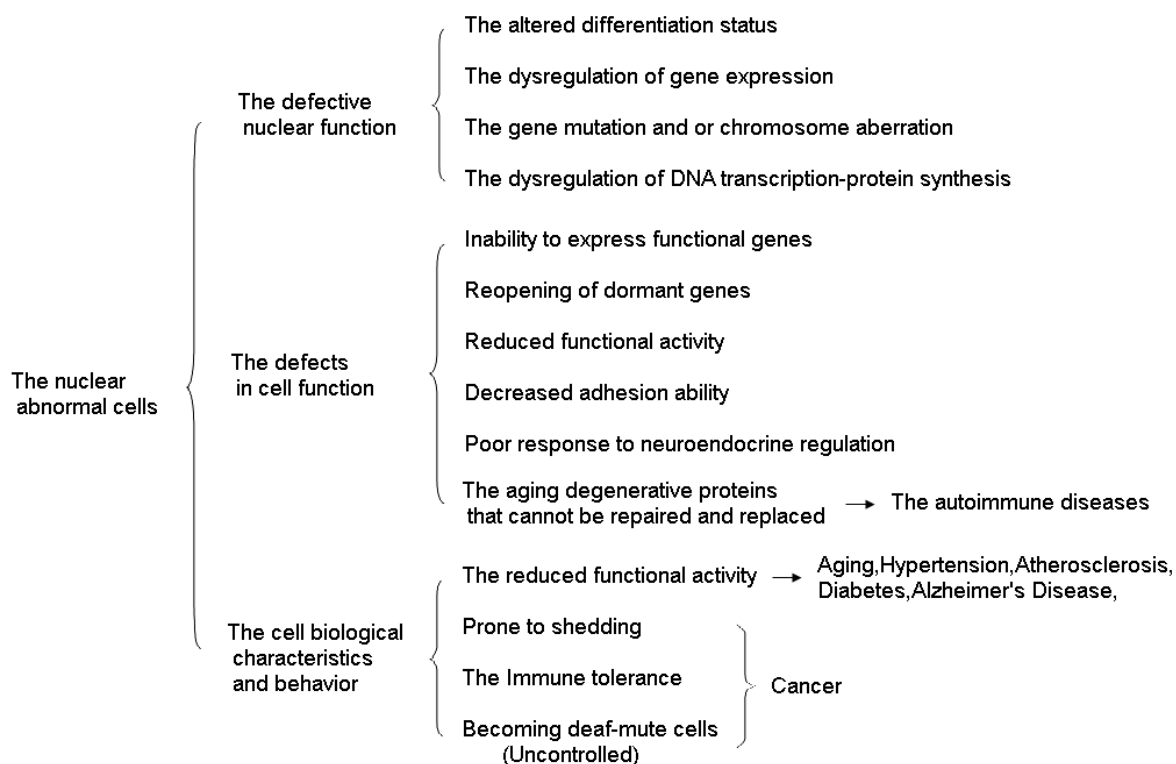 The nuclear
abnormal cells
The defective
nuclear function
The altered differentiation status
The dysregulation of gene expression
The gene mutation and or chromosome aberration
The dysregulation of DNA transcription-protein synthesis
The defects
in cell function
Inability to express functional genes
Reopening of dormant genes
Reduced functional activity
Decreased adhesion ability
Poor response to neuroendocrine regulation
The aging degenerative proteins
that cannot be repaired and replaced
The autoimmune diseases
The cell biological
characteristics
and behavior
The reduced functional activity
Aging,Hypertension,Atherosclerosis,
Diabetes,Alzheimer's Disease,
Prone to shedding
The Immune tolerance
Becoming deaf-mute cells
(Uncontrolled)
Cancer